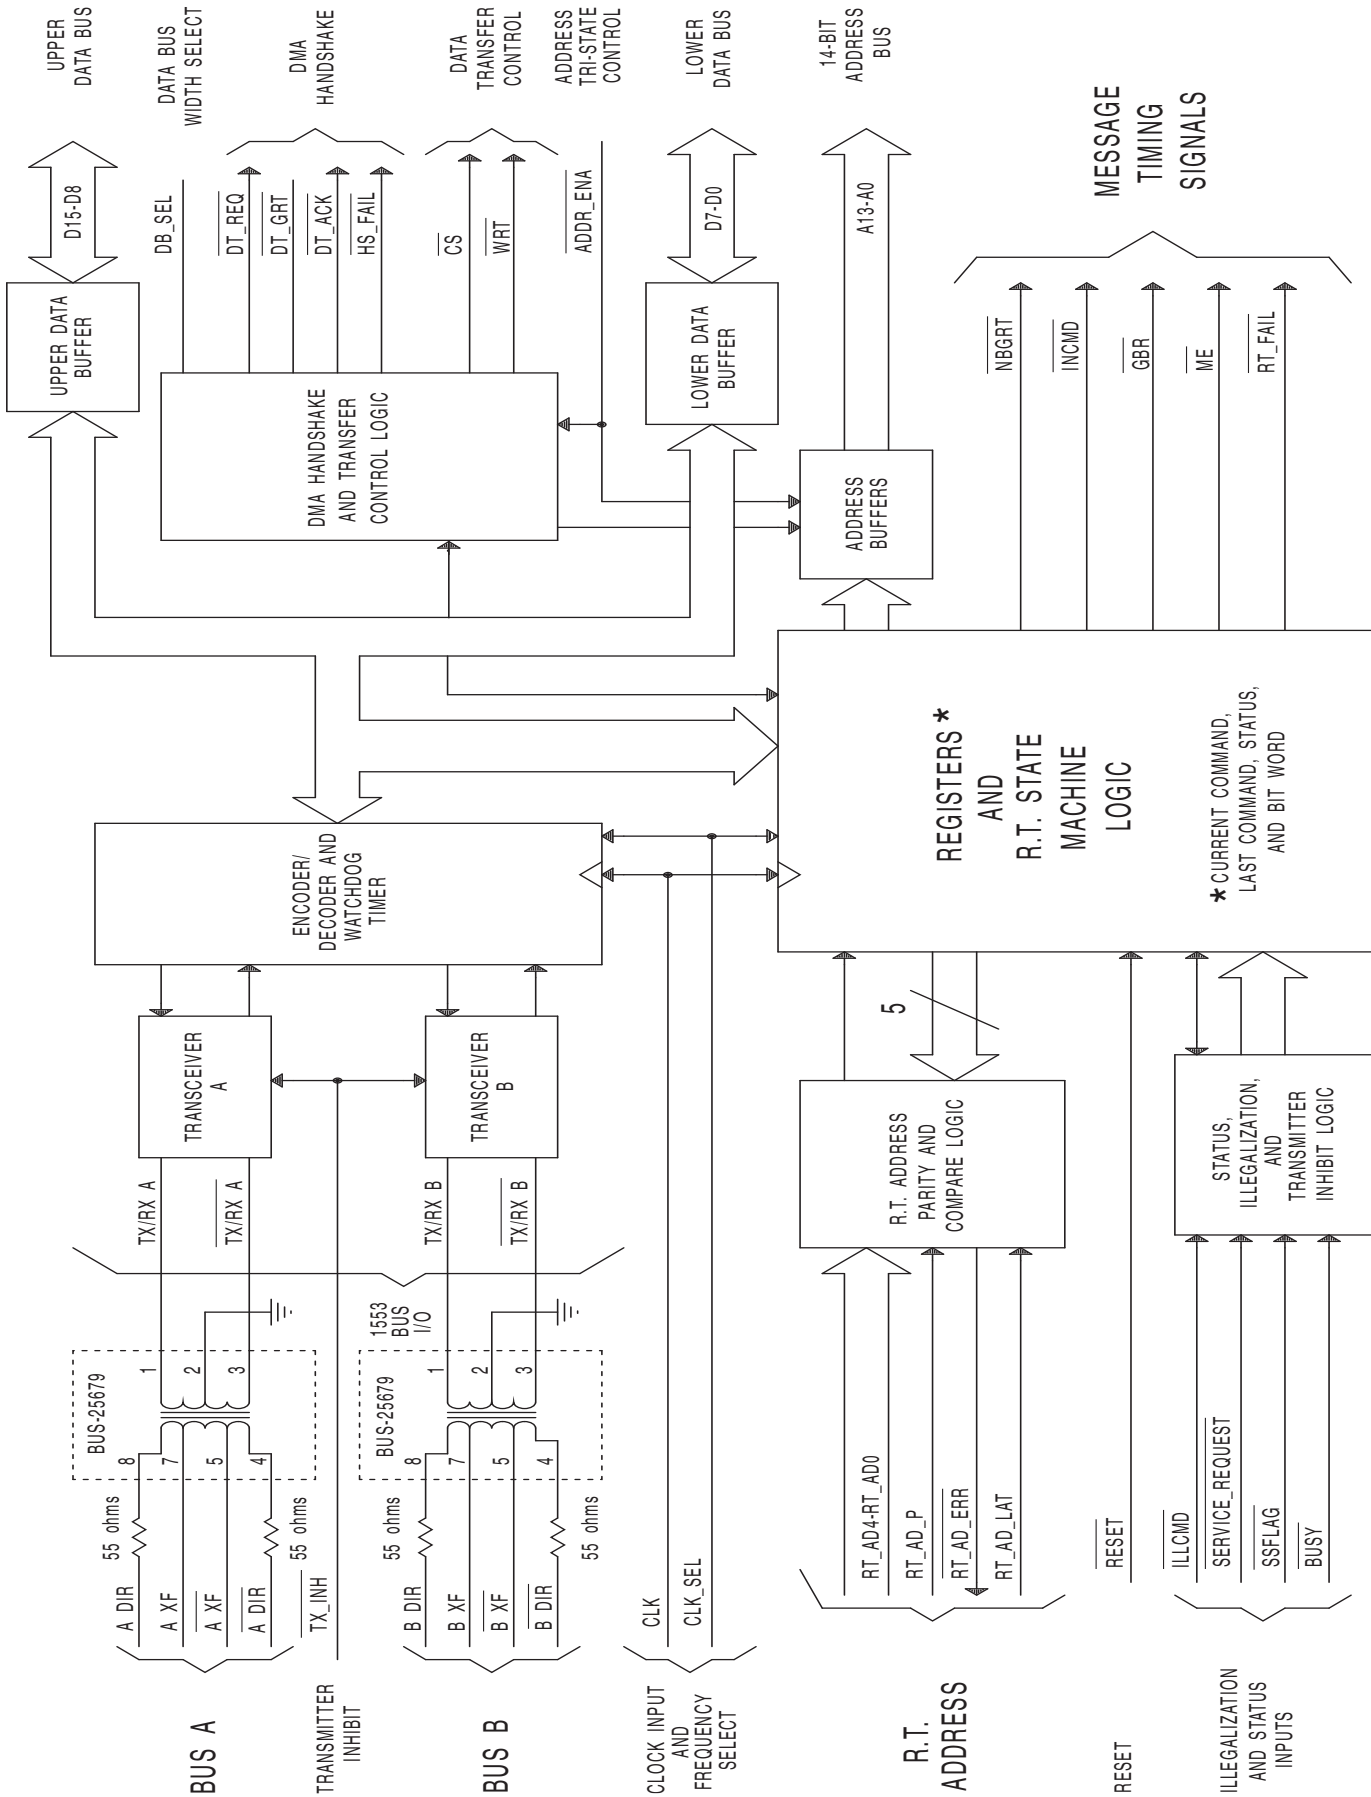 BUS A
A DIR
A XF
A XF
A DIR
55 ohms
55 ohms
BUS-25679
8
7
5
4
1
2
3
TX/RX A
TX/RX A
TRANSCEIVER
A
TRANSMITTER
INHIBIT
TX_INH
BUS B
B DIR
B XF
B XF
B DIR
55 ohms
55 ohms
BUS-25679
8
7
5
4
1
2
3
1553
BUS
I/O
TX/RX B
TX/RX B
TRANSCEIVER
B
ENCODER/
DECODER AND
WATCHDOG
TIMER
CLOCK INPUT
AND
FREQUENCY
SELECT
CLK
CLK_SEL
UPPER DATA
BUFFER
D15-D8
UPPER
DATA BUS
DB_SEL
DATA BUS
WIDTH SELECT
DMA HANDSHAKE
AND TRANSFER
CONTROL LOGIC
DT_REQ
DT_GRT
DT_ACK
HS_FAIL
DMA
HANDSHAKE
CS
WRT
DATA
TRANSFER
CONTROL
ADDR_ENA
ADDRESS
TRI-STATE
CONTROL
LOWER DATA
BUFFER
D7-D0
LOWER
DATA BUS
ADDRESS
BUFFERS
A13-A0
14-BIT
ADDRESS
BUS
R.T.
ADDRESS
RT_AD4-RT_AD0
RT_AD_P
RT_AD_ERR
RT_AD_LAT
R.T. ADDRESS
PARITY AND
COMPARE LOGIC
5
REGISTERS *
AND
R.T. STATE
MACHINE
LOGIC
* CURRENT COMMAND,
LAST COMMAND, STATUS,
AND BIT WORD
NBGRT
INCMD
GBR
ME
RT_FAIL
MESSAGE
TIMING
SIGNALS
RESET
RESET
ILLEGALIZATION
AND STATUS
INPUTS
ILLCMD
SERVICE_REQUEST
SSFLAG
BUSY
STATUS,
ILLEGALIZATION,
AND
TRANSMITTER
INHIBIT LOGIC